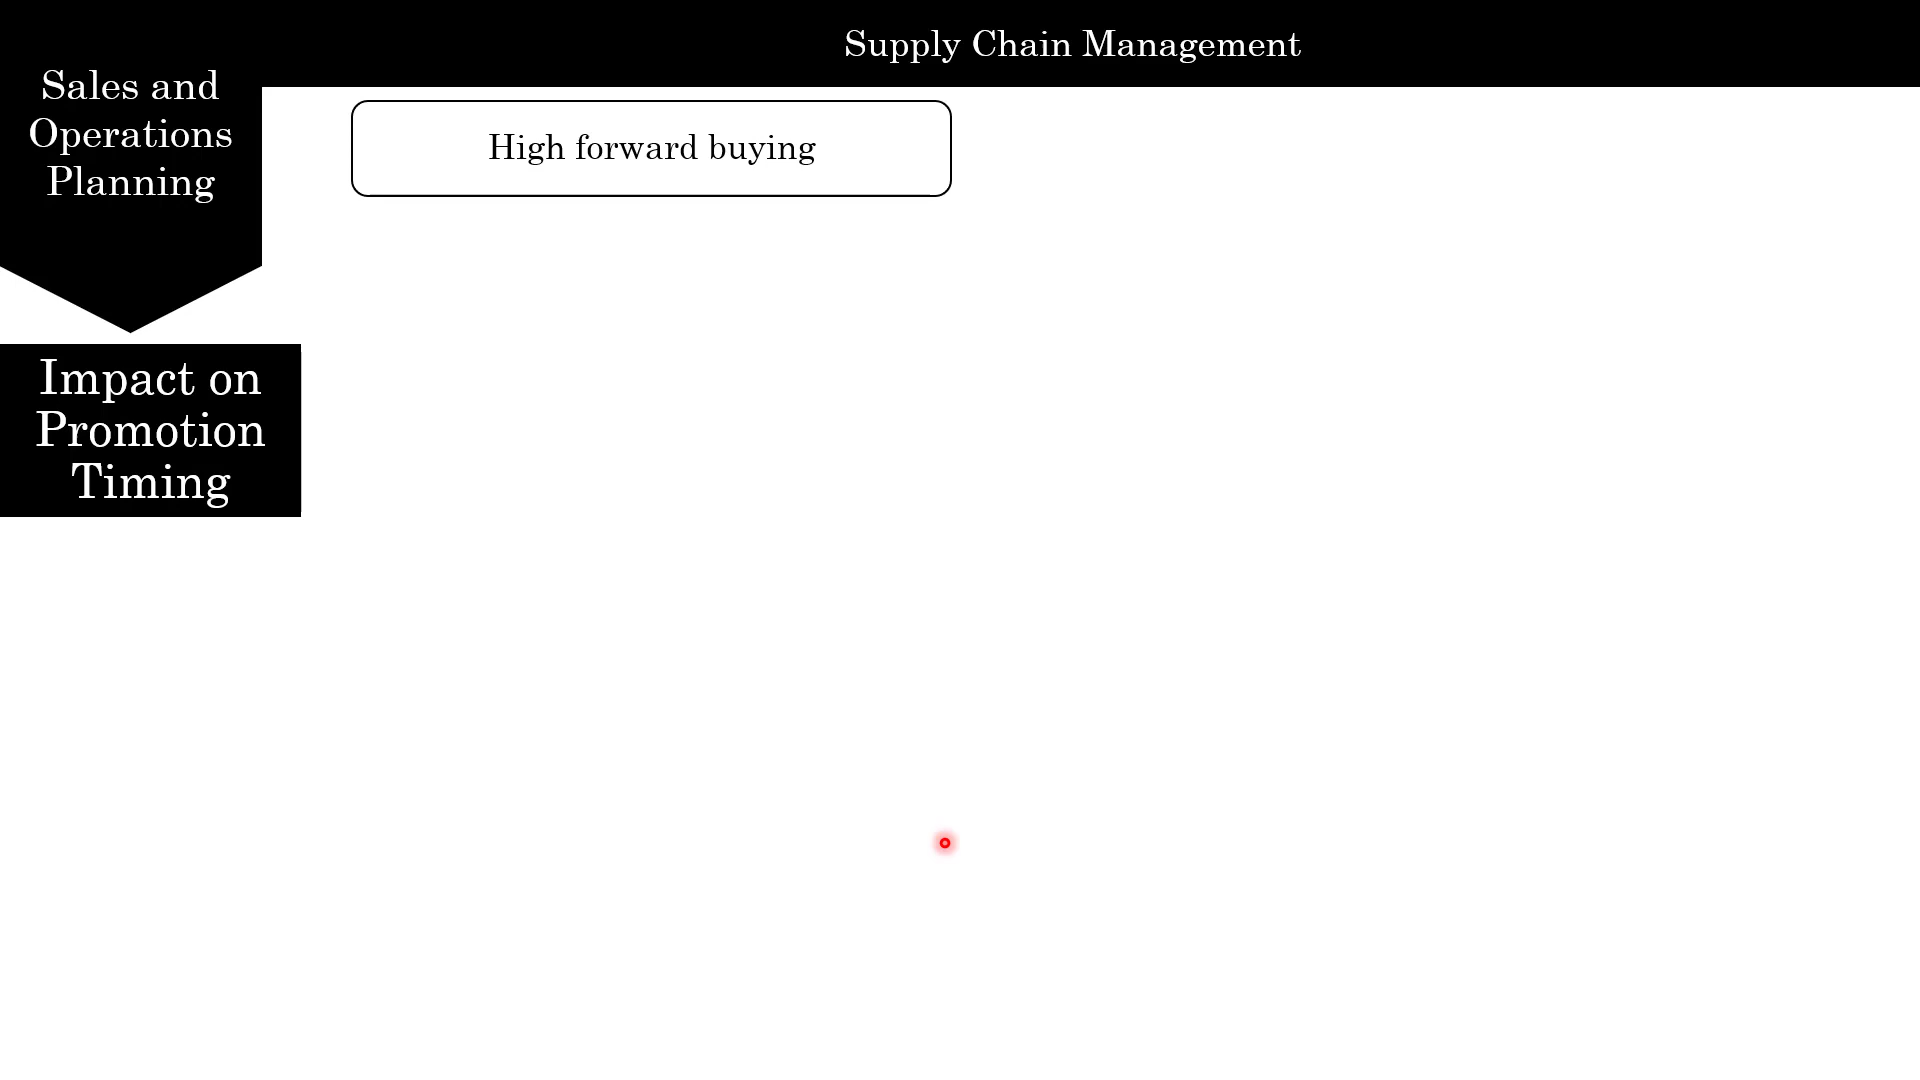 Supply Chain Management
Sales and
Operations
Planning
High forward buying
Impact on
Promotion
Timing